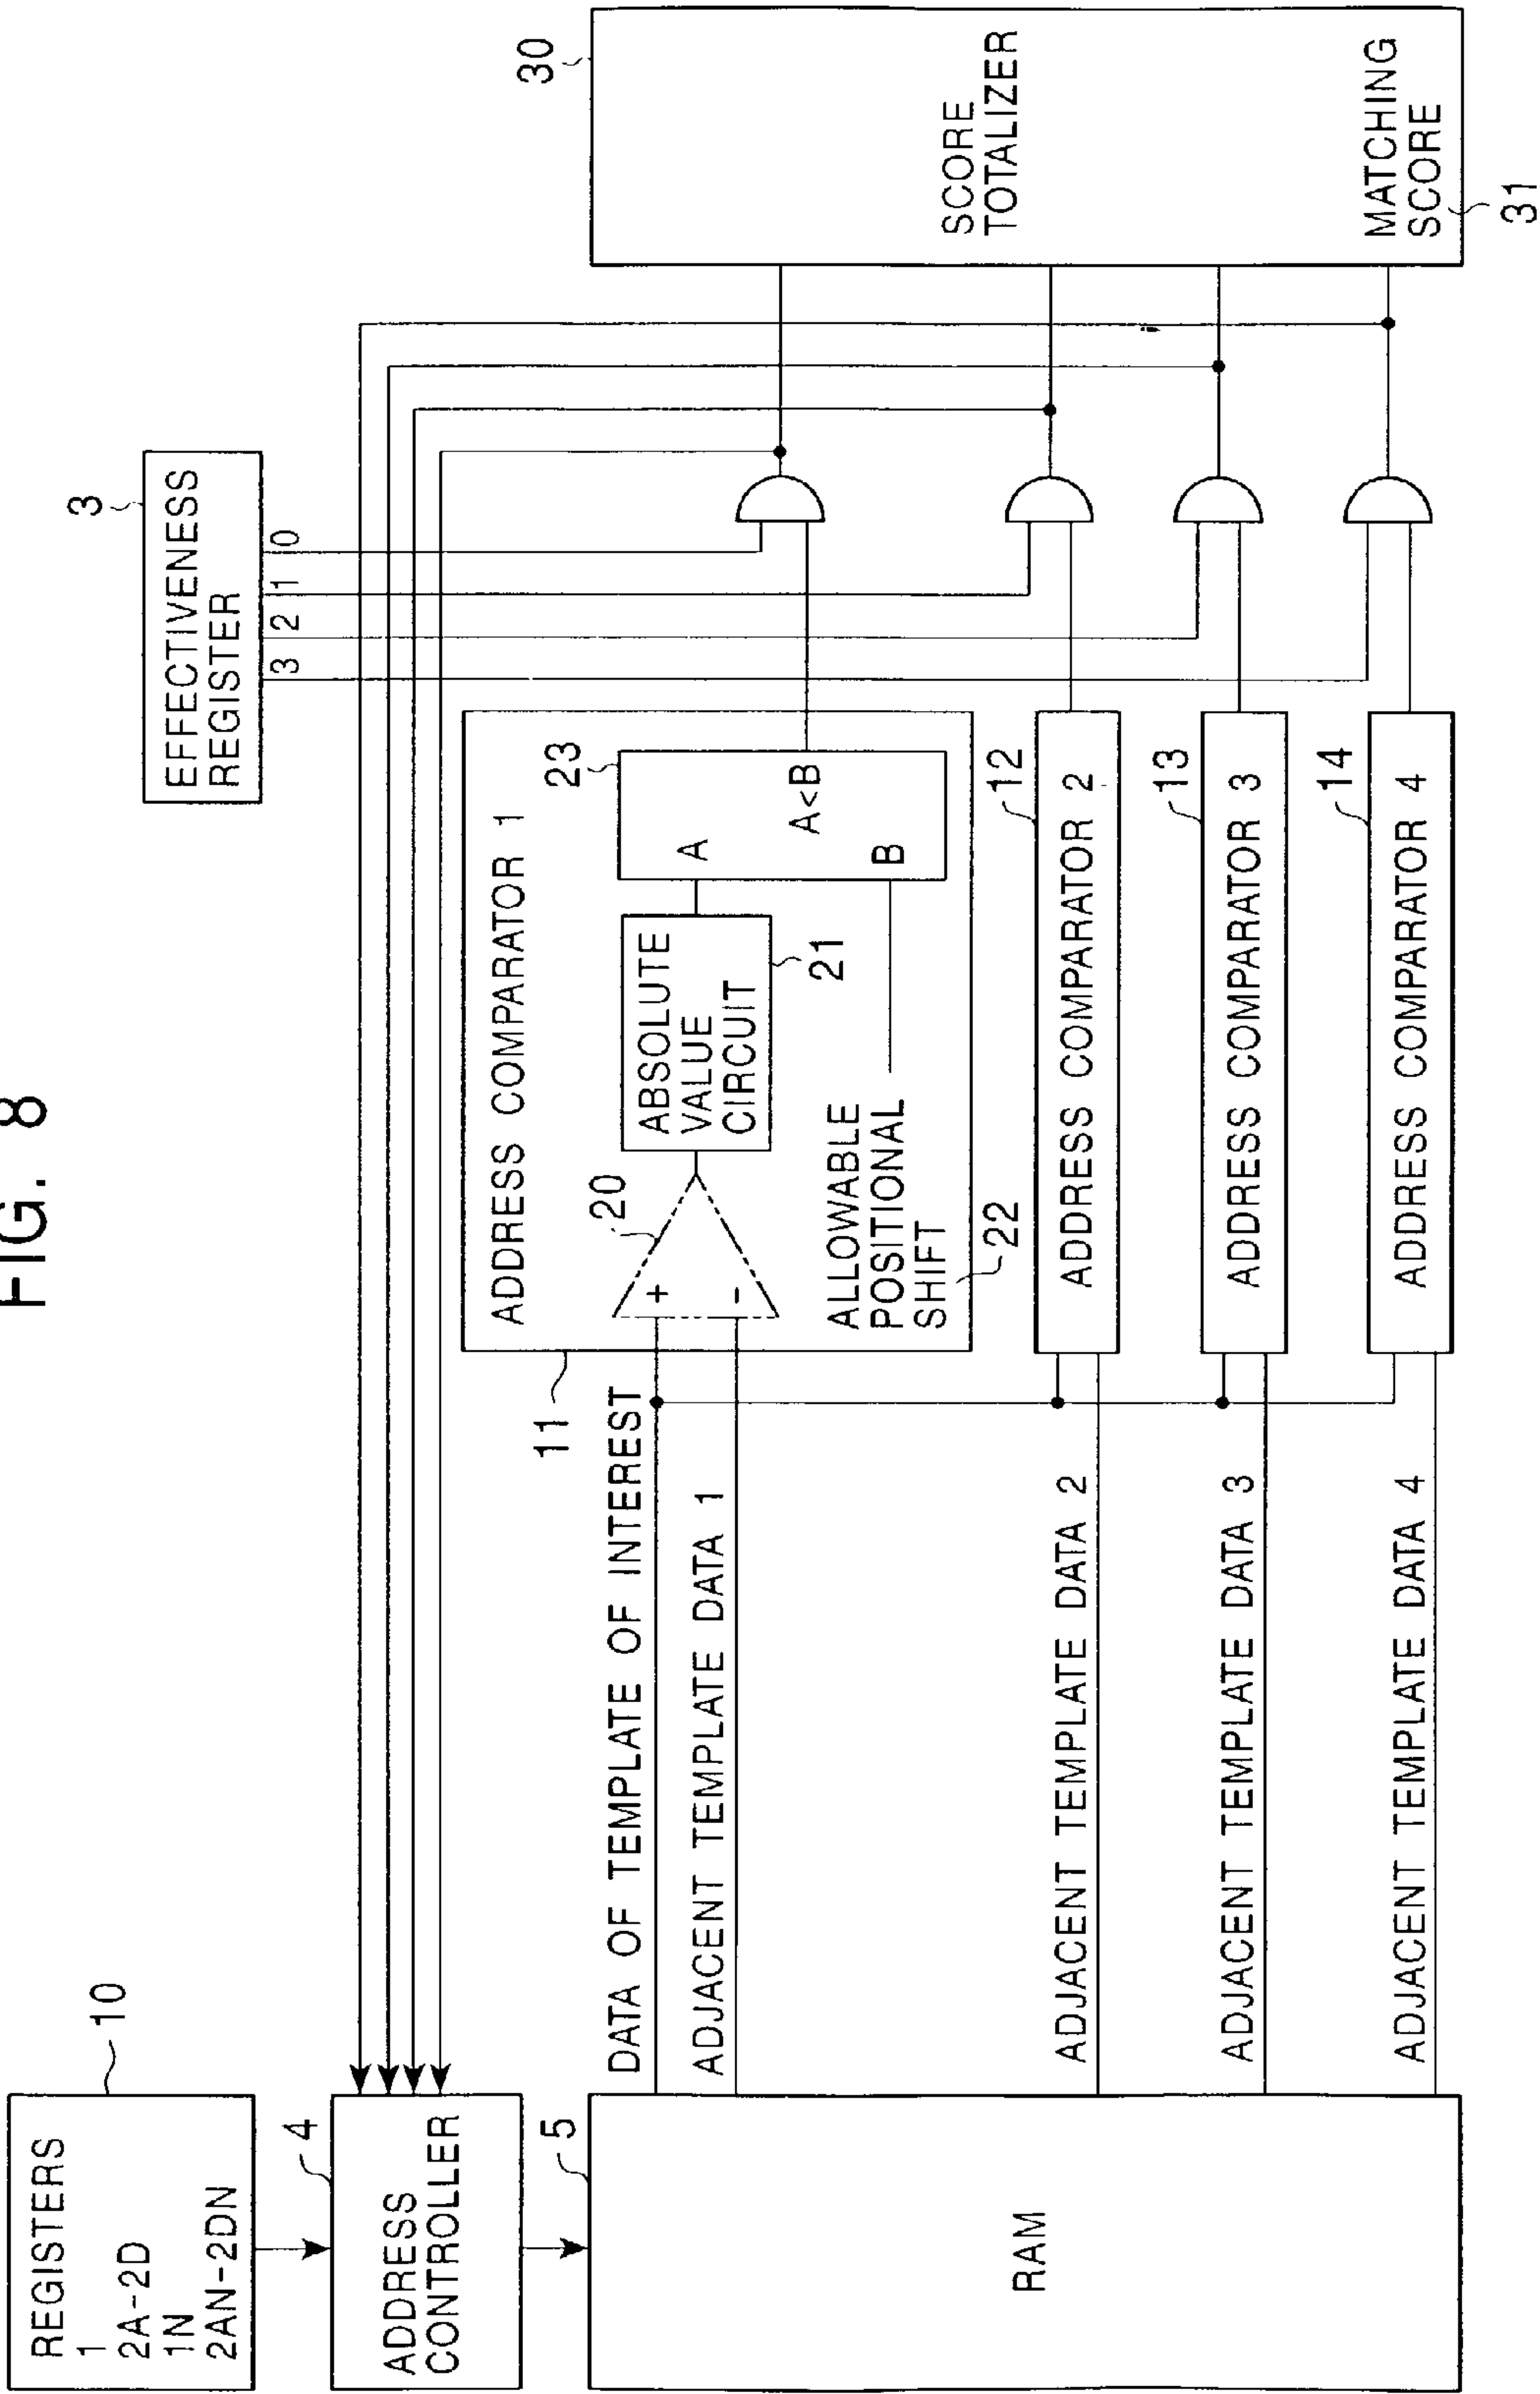 FIG. 8
REGISTERS
1
2A-2D
1N
2AN-2DN
10
ADDRESS
CONTROLLER
4
RAM
5
DATA OF TEMPLATE OF INTEREST
ADJACENT TEMPLATE DATA 1
ADJACENT TEMPLATE DATA 2
ADJACENT TEMPLATE DATA 3
ADJACENT TEMPLATE DATA 4
11
ADDRESS COMPARATOR 1
+
-
20
ABSOLUTE
VALUE
CIRCUIT
21
ALLOWABLE
POSITIONAL
SHIFT
22
23
A
A<B
B
ADDRESS COMPARATOR 2
12
ADDRESS COMPARATOR 3
13
ADDRESS COMPARATOR 4
14
EFFECTIVENESS
REGISTER
3
3
2
1
0
SCORE
TOTALIZER
30
MATCHING
SCORE
31